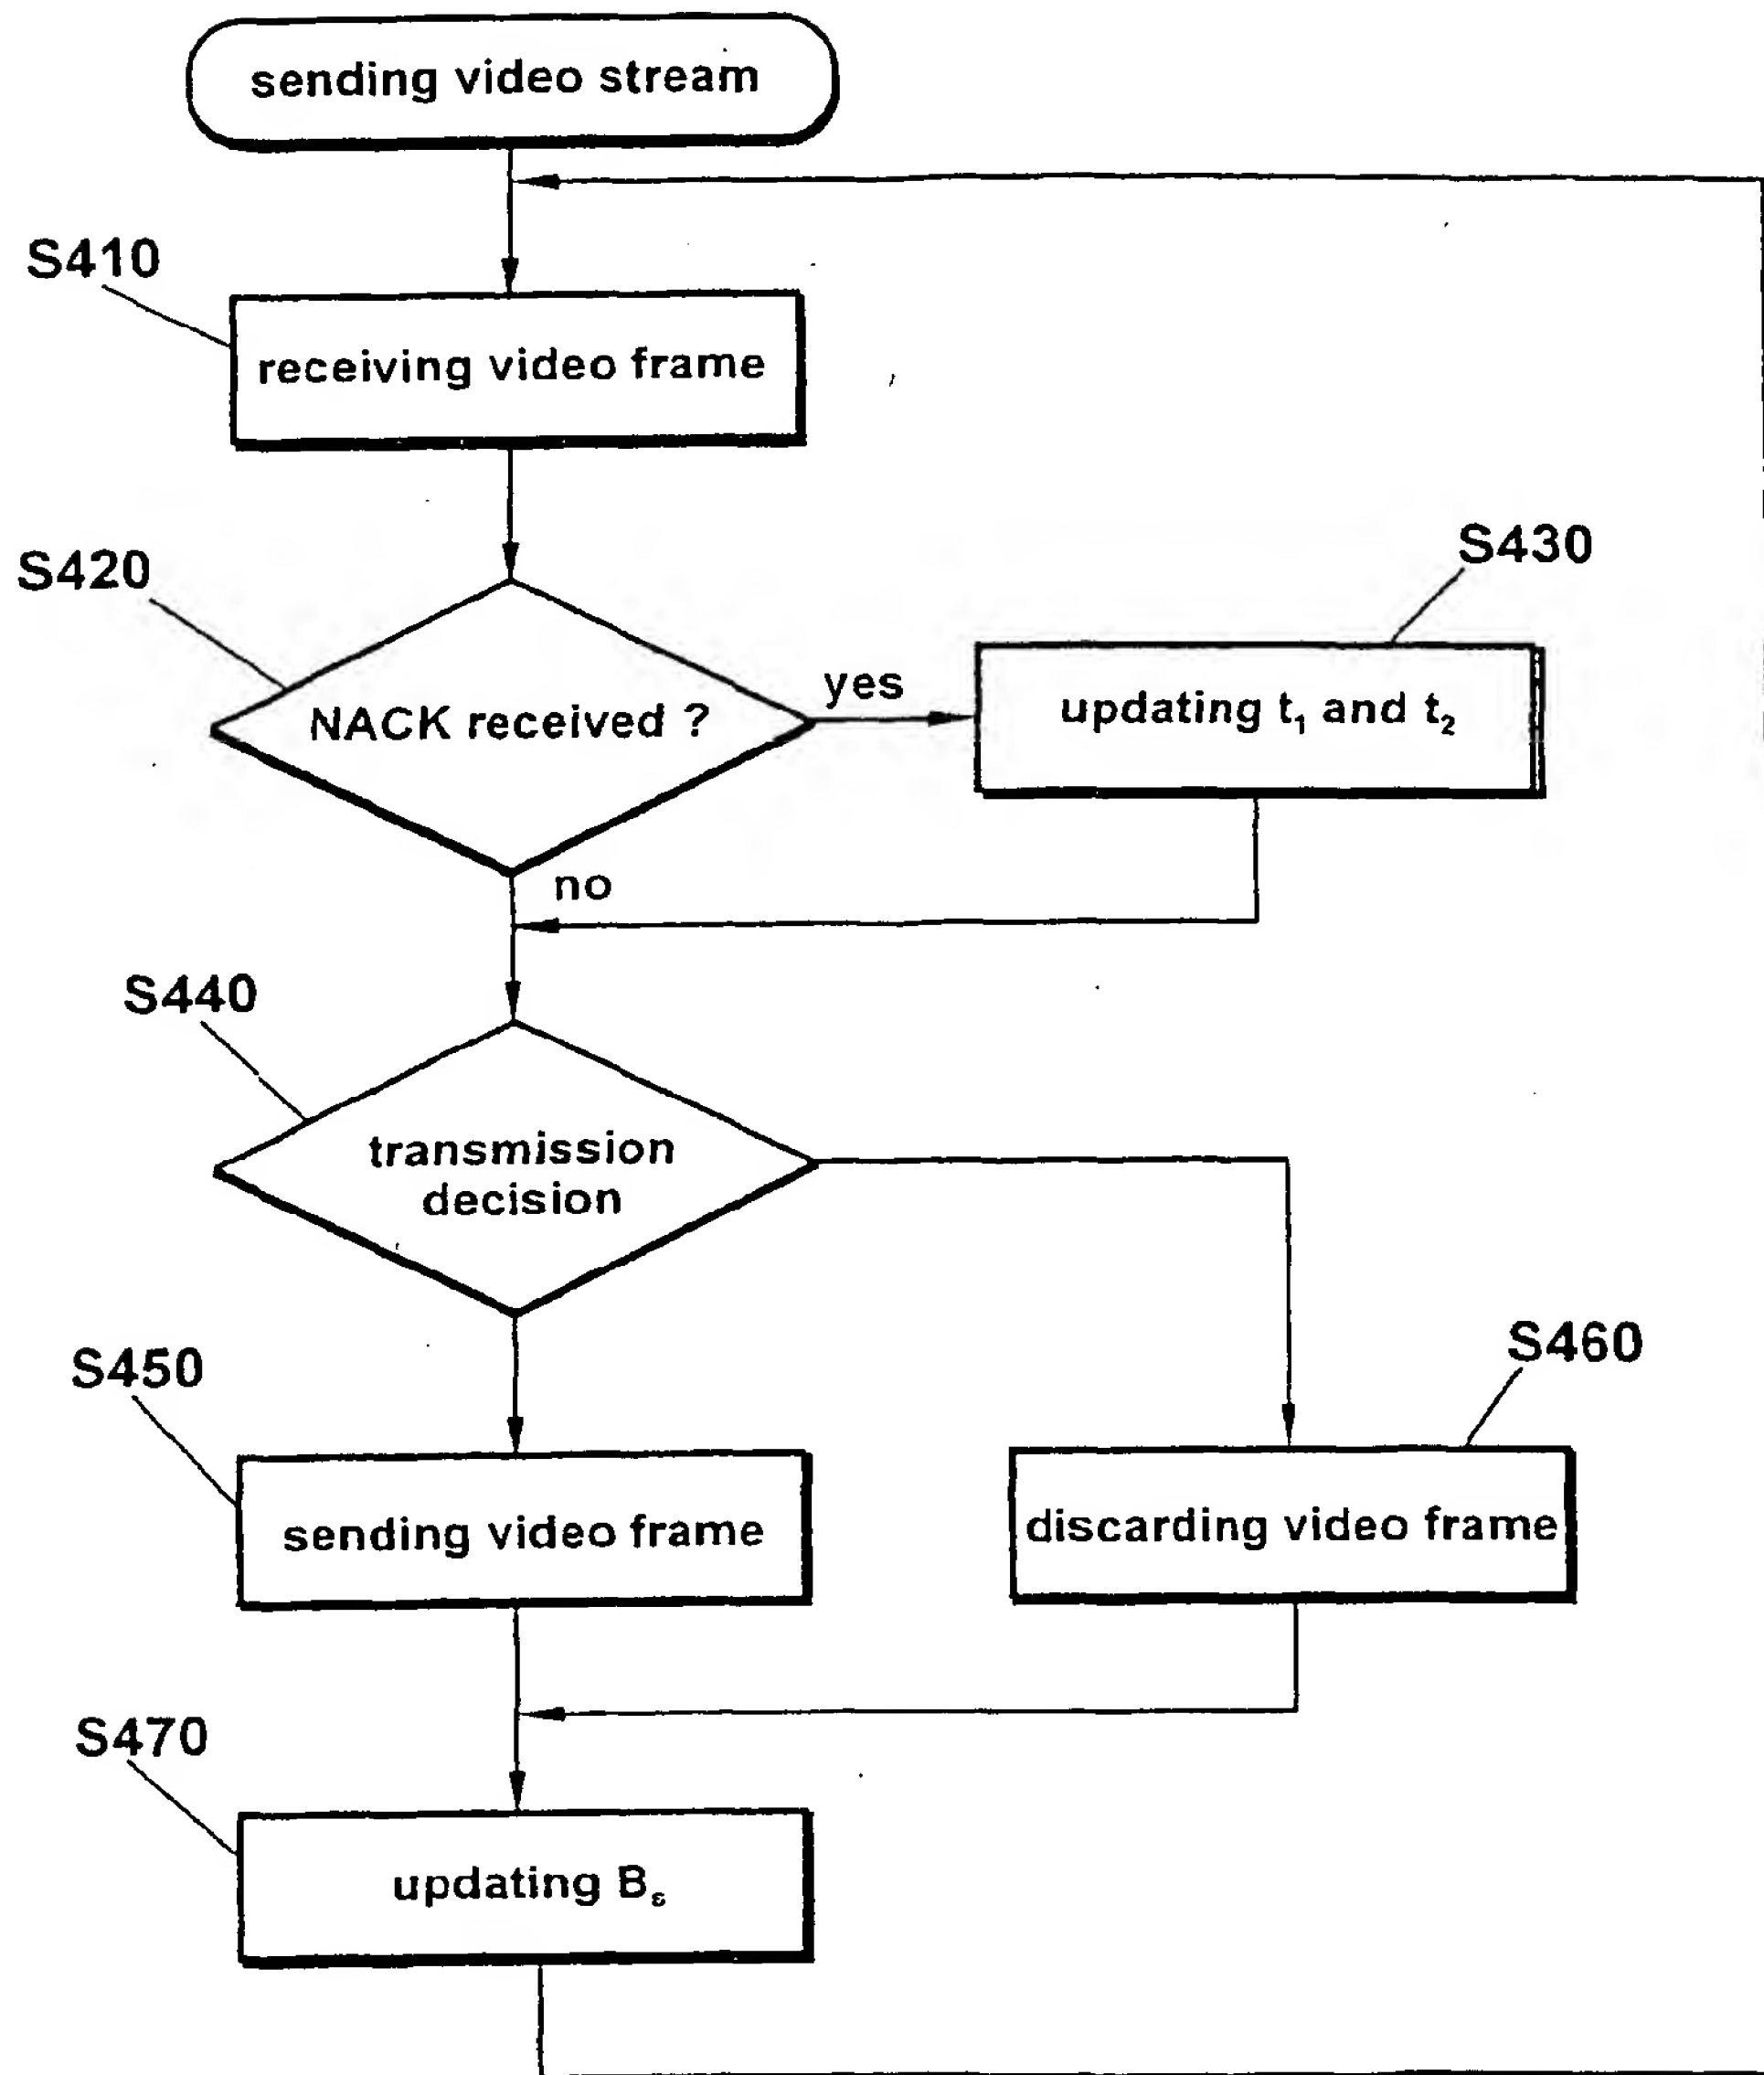 sending video stream
S410
receiving video frame
S420
S430
NACK received ?
yes
updating t₁ and t₂
no
S440
transmission
decision
S450
S460
sending video frame
discarding video frame
S470
updating Bₛ